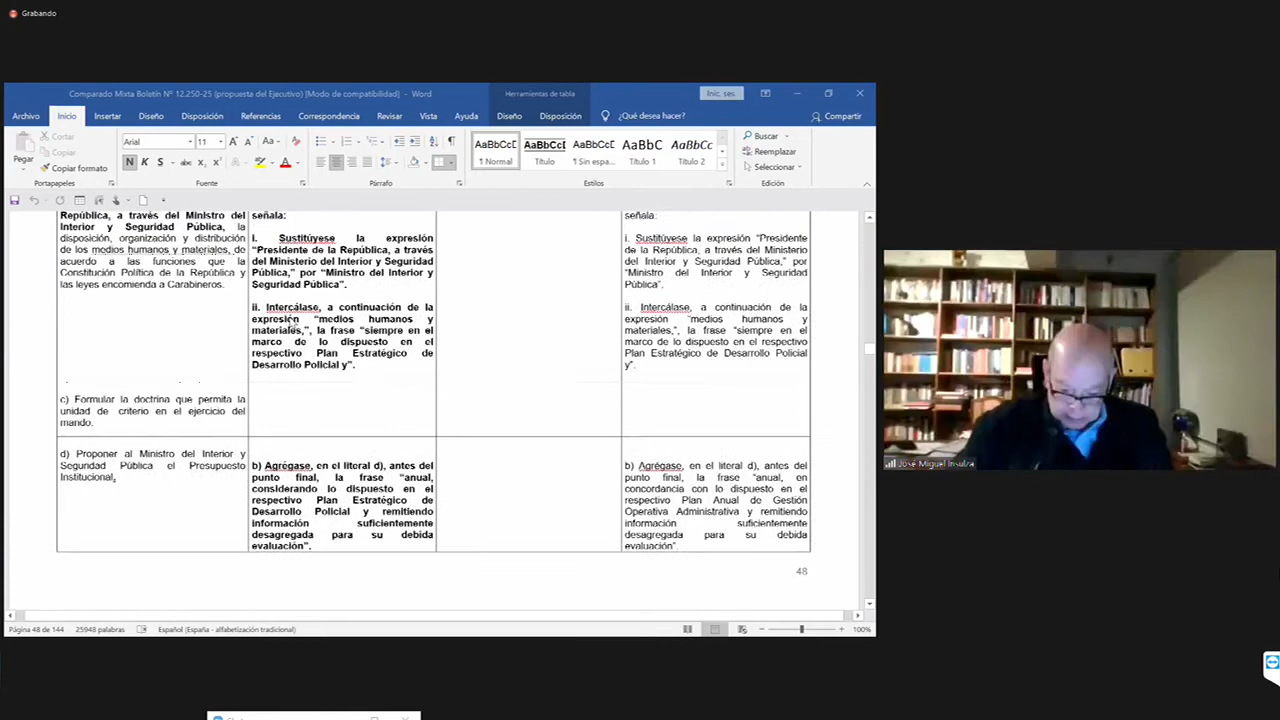 Grabando
Comparado Mixta Boletín Nº 12.250-25 (propuesta del Ejecutivo) [Modo de compatibilidad] - Word
Herramientas de tabla
Inic. ses.
Archivo Inicio Insertar Diseño Disposición Referencias Correspondencia Revisar Vista Ayuda Diseño Disposición ¿Qué desea hacer? Compartir
Pegar
Cortar
Copiar
Copiar formato
Portapapeles
Arial 11
N K S abc X₂ X²
Fuente
Párrafo
AaBbCcD AaBbCcD AaBbCcD AaBbC AaBbCc
¶ Normal Título ¶ Sin espa... Título 1 Título 2
Estilos
Buscar
Reemplazar
Seleccionar
Edición
República, a través del Ministro del
Interior y Seguridad Pública, la
disposición, organización y distribución
de los medios humanos y materiales, de
acuerdo a las funciones que la
Constitución Política de la República y
las leyes encomienda a Carabineros.
c) Formular la doctrina que permita la
unidad de criterio en el ejercicio del
mando.
d) Proponer al Ministro del Interior y
Seguridad Pública el Presupuesto
Institucional.
señala:
i. Sustitúyese la expresión
“Presidente de la República, a través
del Ministerio del Interior y Seguridad
Pública,” por “Ministro del Interior y
Seguridad Pública”.
ii. Intercálase, a continuación de la
expresión “medios humanos y
materiales,”, la frase “siempre en el
marco de lo dispuesto en el
respectivo Plan Estratégico de
Desarrollo Policial y”.
b) Agrégase, en el literal d), antes del
punto final, la frase “anual,
considerando lo dispuesto en el
respectivo Plan Estratégico de
Desarrollo Policial y remitiendo
información suficientemente
desagregada para su debida
evaluación”.
señala:
i. Sustitúyese la expresión “Presidente
de la República, a través del Ministerio
del Interior y Seguridad Pública,” por
“Ministro del Interior y Seguridad
Pública”.
ii. Intercálase, a continuación de la
expresión “medios humanos y
materiales,”, la frase “siempre en el
marco de lo dispuesto en el respectivo
Plan Estratégico de Desarrollo Policial
y”.
b) Agrégase, en el literal d), antes del
punto final, la frase “anual, en
concordancia con lo dispuesto en el
respectivo Plan Anual de Gestión
Operativa Administrativa y remitiendo
información suficientemente
desagregada para su debida
evaluación”.
48
Página 48 de 144 25948 palabras Español (España - alfabetización tradicional) 100%
José Miguel Insulza